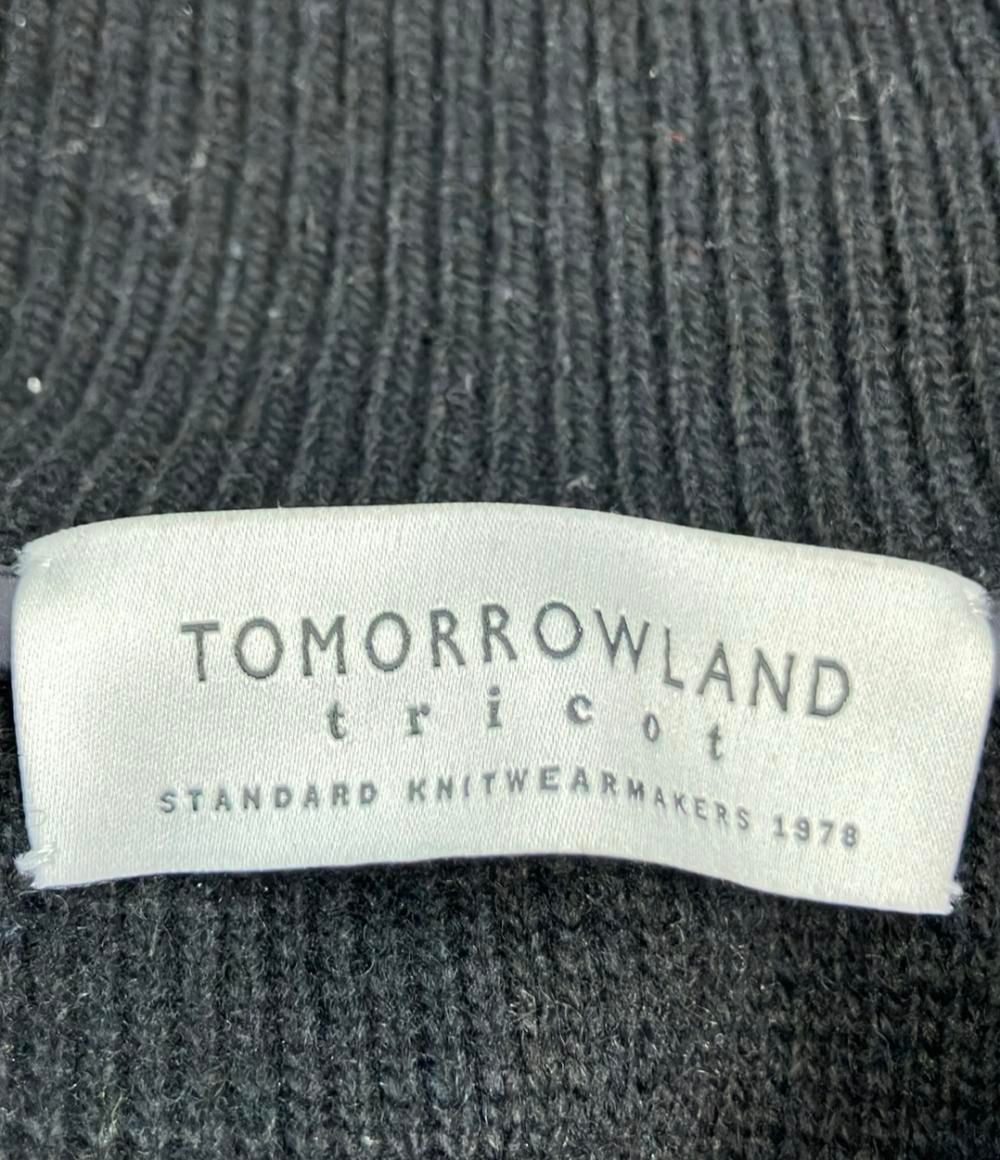 TOMORROWLAND
tricot
STANDARD KNITWEARMAKERS 1978